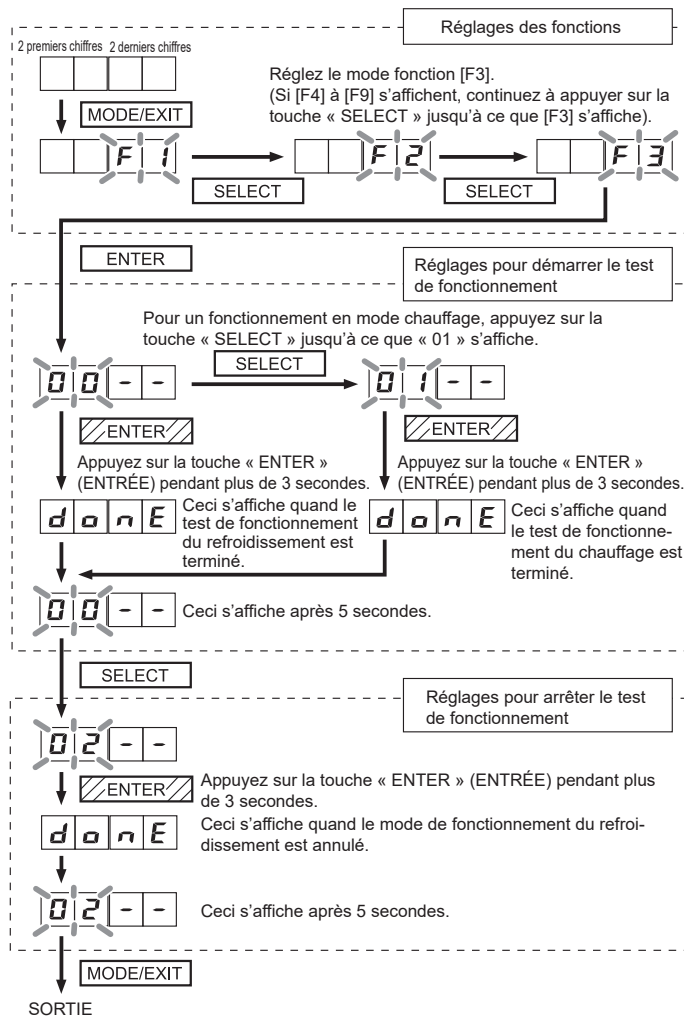 Réglages des fonctions
2 premiers chiffres 2 derniers chiffres
Réglez le mode fonction [F3].
(Si [F4] à [F9] s'affichent, continuez à appuyer sur la
touche « SELECT » jusqu'à ce que [F3] s'affiche).
MODE/EXIT
F 1
F 2
F 3
SELECT
SELECT
ENTER
Réglages pour démarrer le test
de fonctionnement
Pour un fonctionnement en mode chauffage, appuyez sur la
touche « SELECT » jusqu'à ce que « 01 » s'affiche.
SELECT
0 0 - -
0 1 - -
ENTER
ENTER
Appuyez sur la touche « ENTER »
(ENTRÉE) pendant plus de 3 secondes.
Appuyez sur la touche « ENTER »
(ENTRÉE) pendant plus de 3 secondes.
d o n E
Ceci s'affiche quand le
test de fonctionnement
du refroidissement est
terminé.
d o n E
Ceci s'affiche quand
le test de fonctionne-
ment du chauffage est
terminé.
0 0 - -
Ceci s'affiche après 5 secondes.
SELECT
Réglages pour arrêter le test
de fonctionnement
0 2 - -
ENTER
Appuyez sur la touche « ENTER » (ENTRÉE) pendant plus
de 3 secondes.
d o n E
Ceci s'affiche quand le mode de fonctionnement du refroi-
dissement est annulé.
0 2 - -
Ceci s'affiche après 5 secondes.
MODE/EXIT
SORTIE